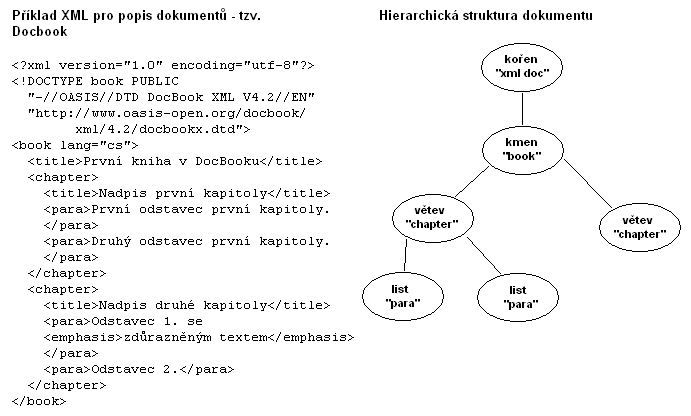 Příklad XML pro popis dokumentů - tzv.
Docbook
<?xml version="1.0" encoding="utf-8"?>
<!DOCTYPE book PUBLIC
"-//OASIS//DTD DocBook XML V4.2//EN"
"http://www.oasis-open.org/docbook/
xml/4.2/docbookx.dtd">
<book lang="cs">
<title>První kniha v DocBooku</title>
<chapter>
<title>Nadpis první kapitoly</title>
<para>První odstavec první kapitoly.
</para>
<para>Druhý odstavec první kapitoly.
</para>
</chapter>
<chapter>
<title>Nadpis druhé kapitoly</title>
<para>Odstavec 1. se
<emphasis>zdůrazněným textem</emphasis>
</para>
<para>Odstavec 2.</para>
</chapter>
</book>
Hierarchická struktura dokumentu
kořen
"xml doc"
kmen
"book"
větev
"chapter"
větev
"chapter"
list
"para"
list
"para"